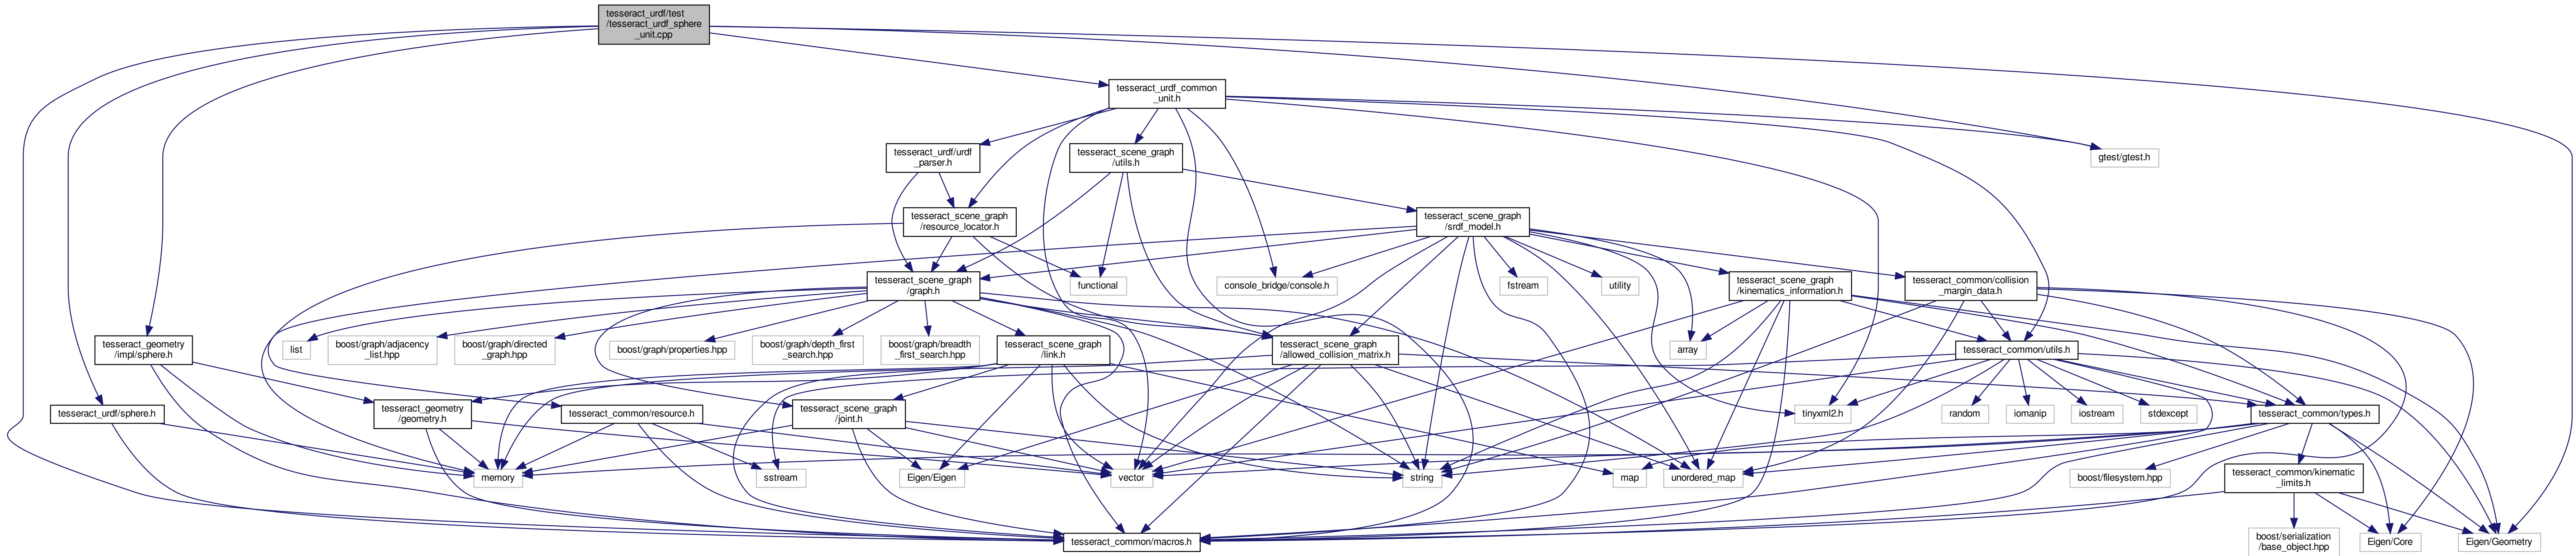 tesseract_urdf/test
/tesseract_urdf_sphere
_unit.cpp
tesseract_urdf_common
_unit.h
tesseract_urdf/urdf
_parser.h
tesseract_scene_graph
/utils.h
gtest/gtest.h
tesseract_scene_graph
/resource_locator.h
tesseract_scene_graph
/srdf_model.h
tesseract_scene_graph
/graph.h
functional
console_bridge/console.h
fstream
utility
tesseract_scene_graph
/kinematics_information.h
tesseract_common/collision
_margin_data.h
tesseract_geometry
/impl/sphere.h
list
boost/graph/adjacency
_list.hpp
boost/graph/directed
_graph.hpp
boost/graph/properties.hpp
boost/graph/depth_first
_search.hpp
boost/graph/breadth
_first_search.hpp
tesseract_scene_graph
/link.h
tesseract_scene_graph
/allowed_collision_matrix.h
array
tesseract_common/utils.h
tesseract_urdf/sphere.h
tesseract_geometry
/geometry.h
tesseract_common/resource.h
tesseract_scene_graph
/joint.h
tinyxml2.h
random
iomanip
iostream
stdexcept
tesseract_common/types.h
memory
sstream
Eigen/Eigen
vector
string
map
unordered_map
boost/filesystem.hpp
tesseract_common/kinematic
_limits.h
tesseract_common/macros.h
boost/serialization
/base_object.hpp
Eigen/Core
Eigen/Geometry